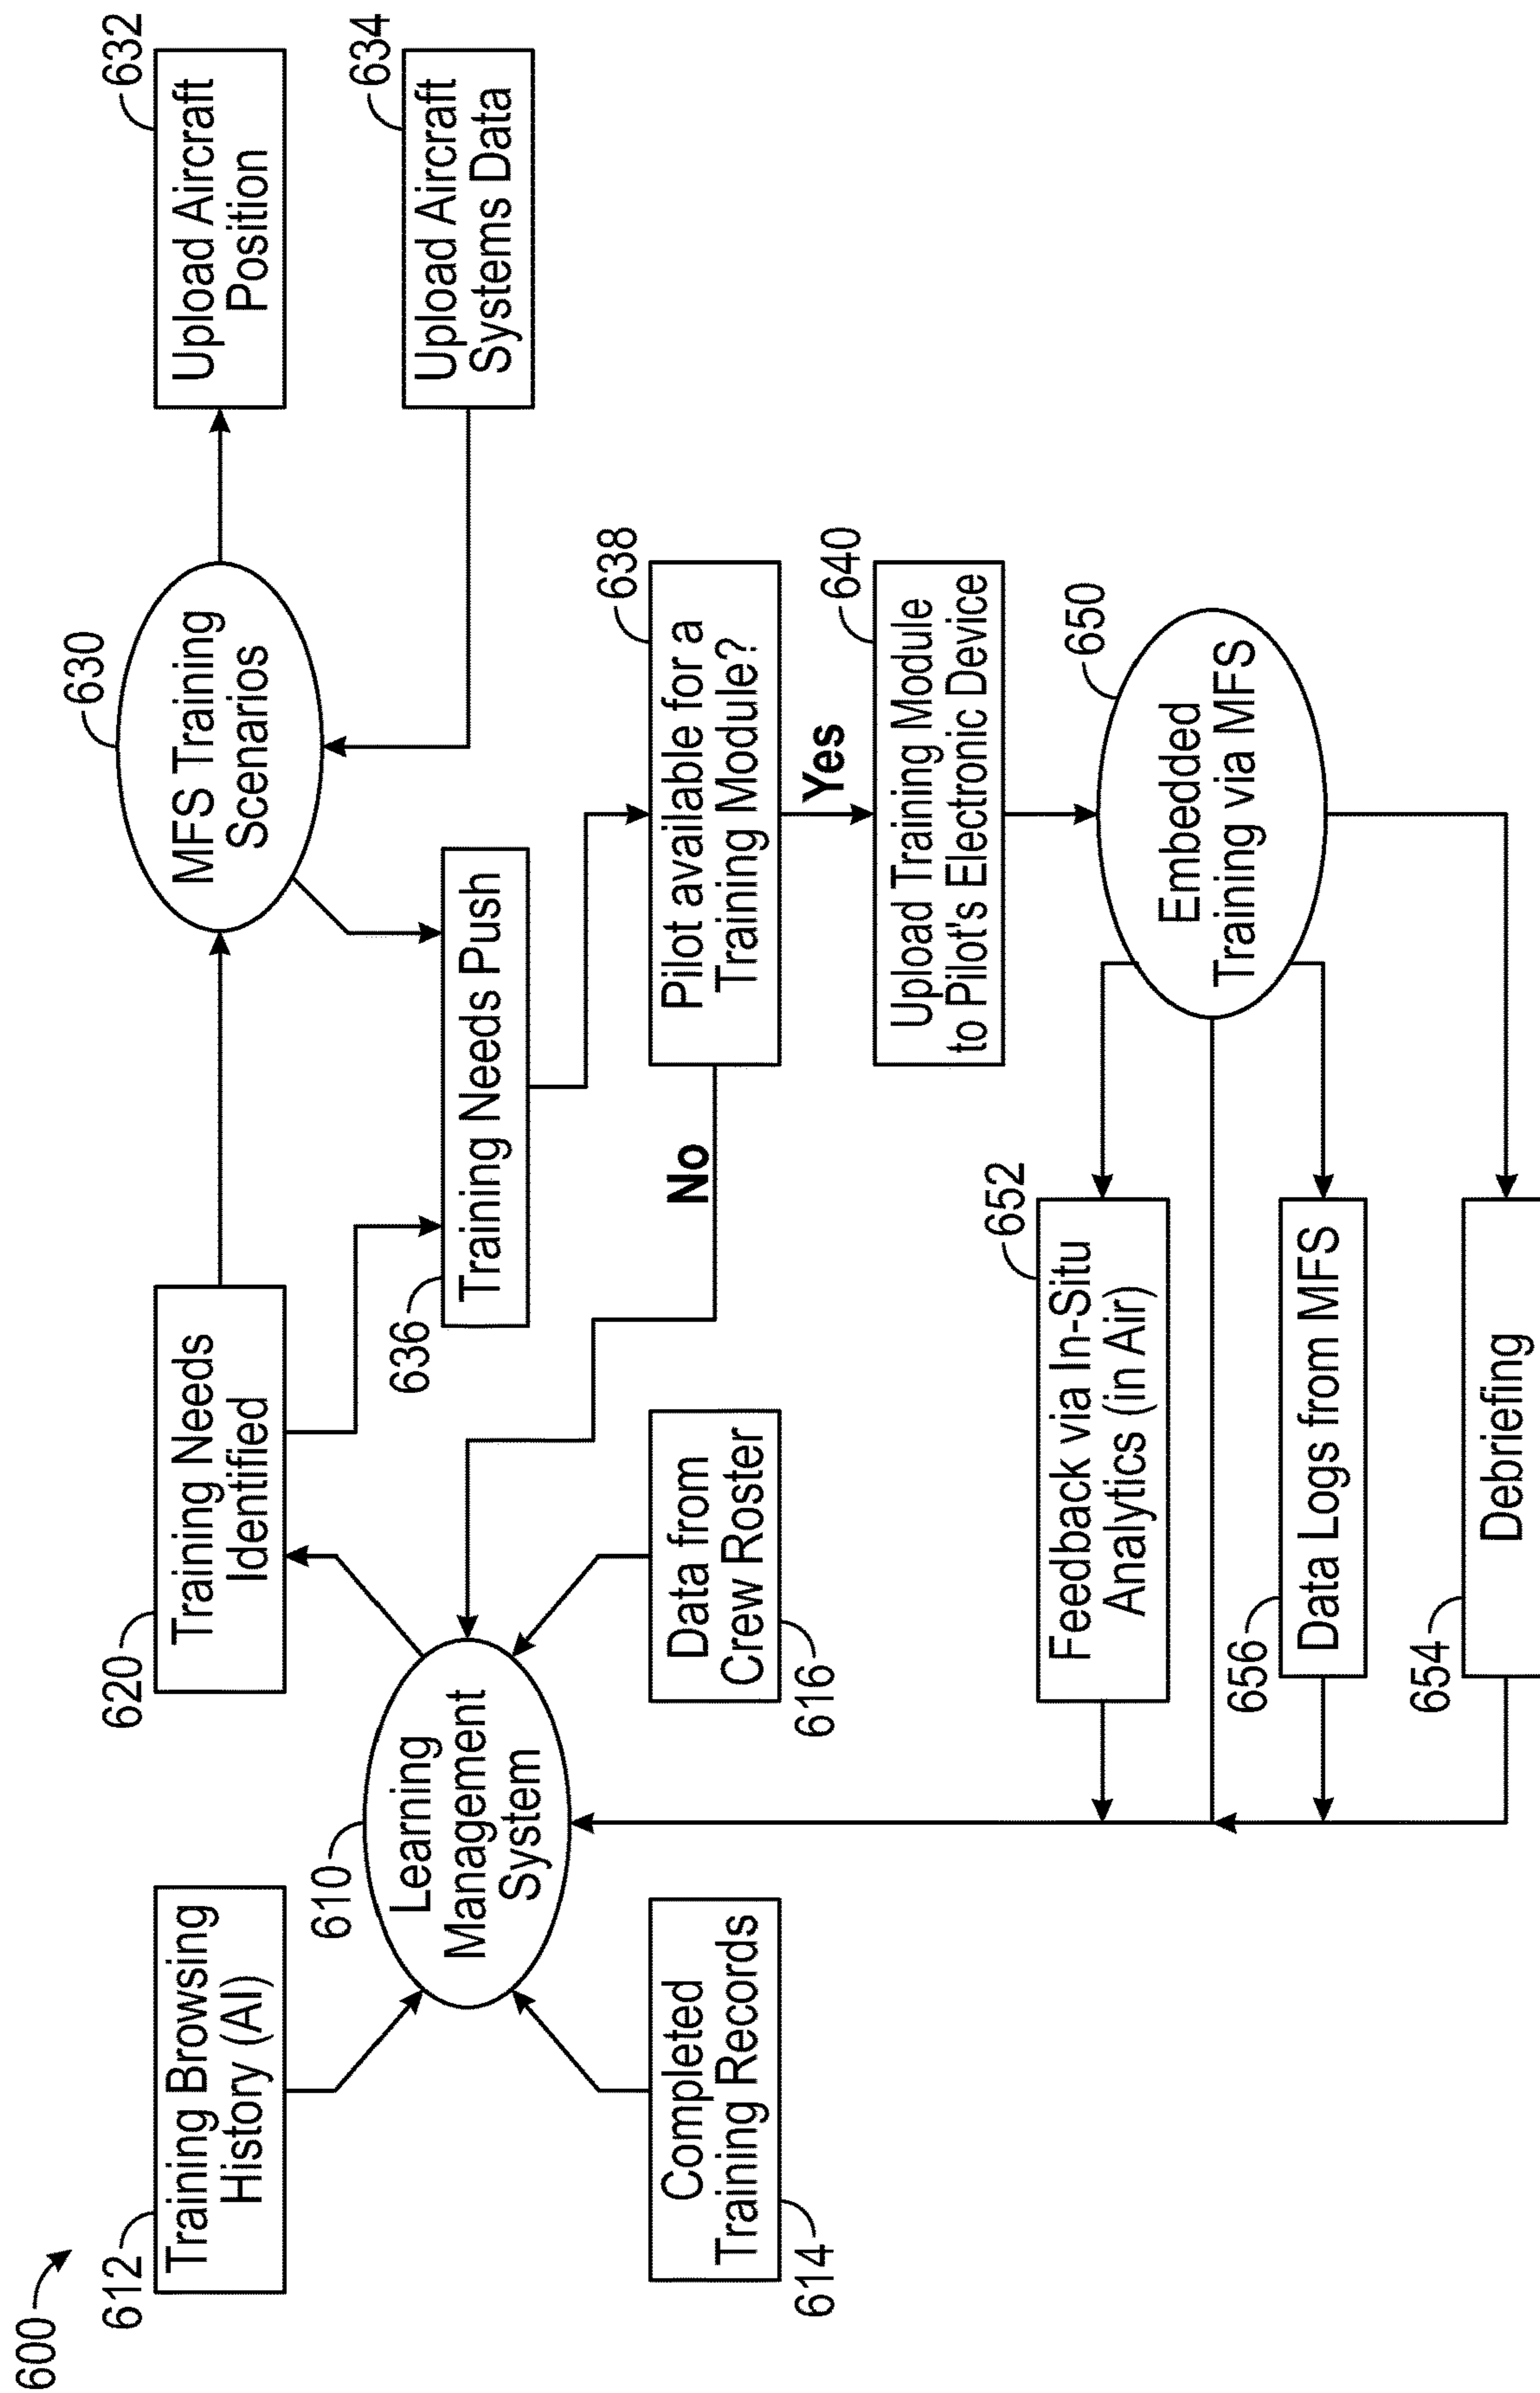 600
612
Training Browsing
History (AI)
620
Training Needs
Identified
630
MFS Training
Scenarios
632
Upload Aircraft
Position
610
Learning
Management
System
634
Upload Aircraft
Systems Data
636
Training Needs Push
614
Completed
Training Records
616
Data from
Crew Roster
No
638
Pilot available for a
Training Module?
Yes
640
Upload Training Module
to Pilot's Electronic Device
650
Embedded
Training via MFS
652
Feedback via In-Situ
Analytics (in Air)
656
Data Logs from MFS
654
Debriefing